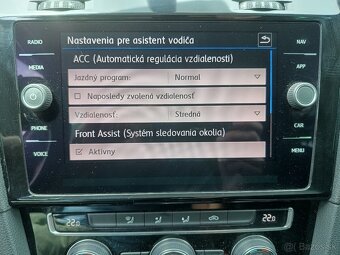 Nastavenia pre asistent vodiča
RADIO
NAV
ACC (Automatická regulácia vzdialenosti)
MEDIA
APP
Jazdný program:
Normal
Naposledy zvolená vzdialenosť
Vzdialenosť:
Stredná
PHONE
CAR
Front Assist (Systém sledovania okolia)
VOICE
MENU
Aktívny
22.0
22.0